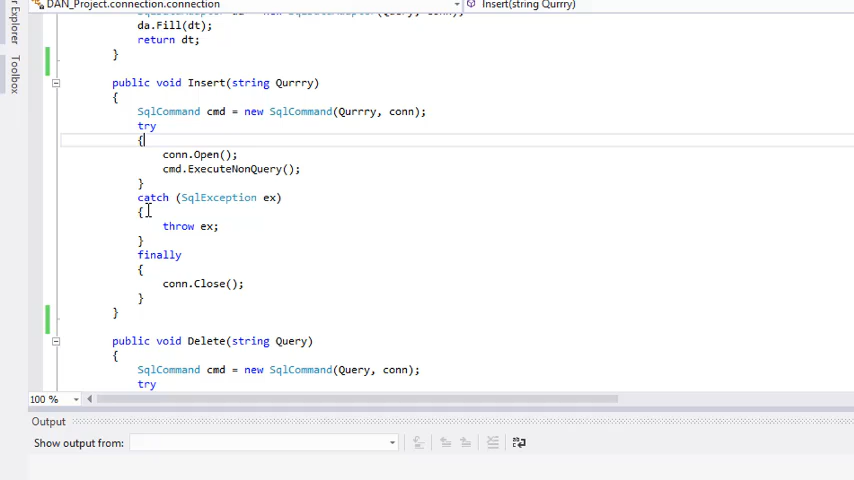 DAN_Project.connection.connection
Insert(string Qurrry)
da.Fill(dt);
return dt;
}
public void Insert(string Qurrry)
{
SqlCommand cmd = new SqlCommand(Qurrry, conn);
try
{
conn.Open();
cmd.ExecuteNonQuery();
}
catch (SqlException ex)
{
throw ex;
}
finally
{
conn.Close();
}
}
public void Delete(string Query)
{
SqlCommand cmd = new SqlCommand(Query, conn);
try
100 %
Output
Show output from:
Explorer
Toolbox